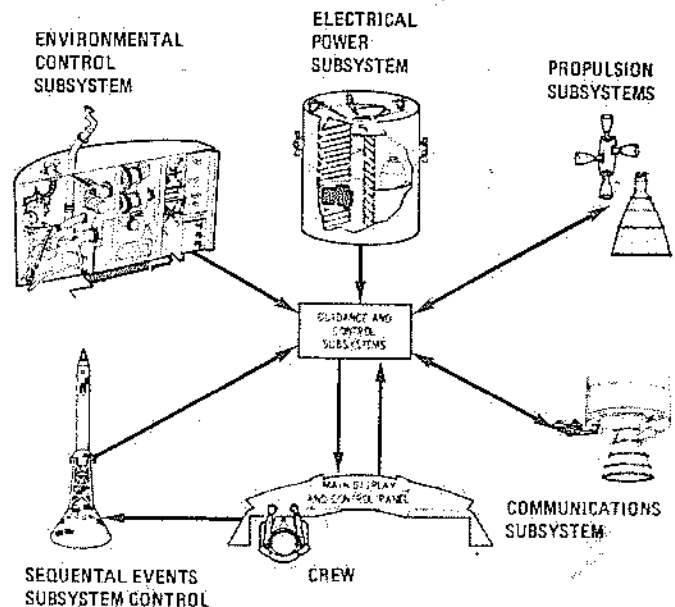 ENVIRONMENTAL
CONTROL
SUBSYSTEM
ELECTRICAL
POWER
SUBSYSTEM
PROPULSION
SUBSYSTEMS
GUIDANCE AND
CONTROL
SUBSYSTEMS
MAIN DISPLAY
AND CONTROL PANEL
COMMUNICATIONS
SUBSYSTEM
CREW
SEQUENTAL EVENTS
SUBSYSTEM CONTROL